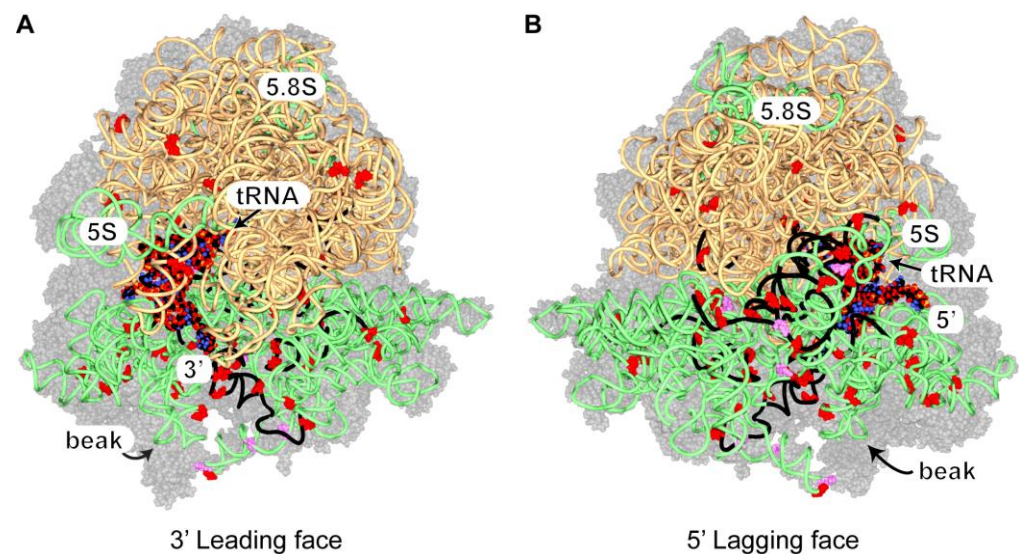 A
B
5.8S
5.8S
tRNA
5S
5S
tRNA
5’
3’
beak
beak
3’ Leading face
5’ Lagging face